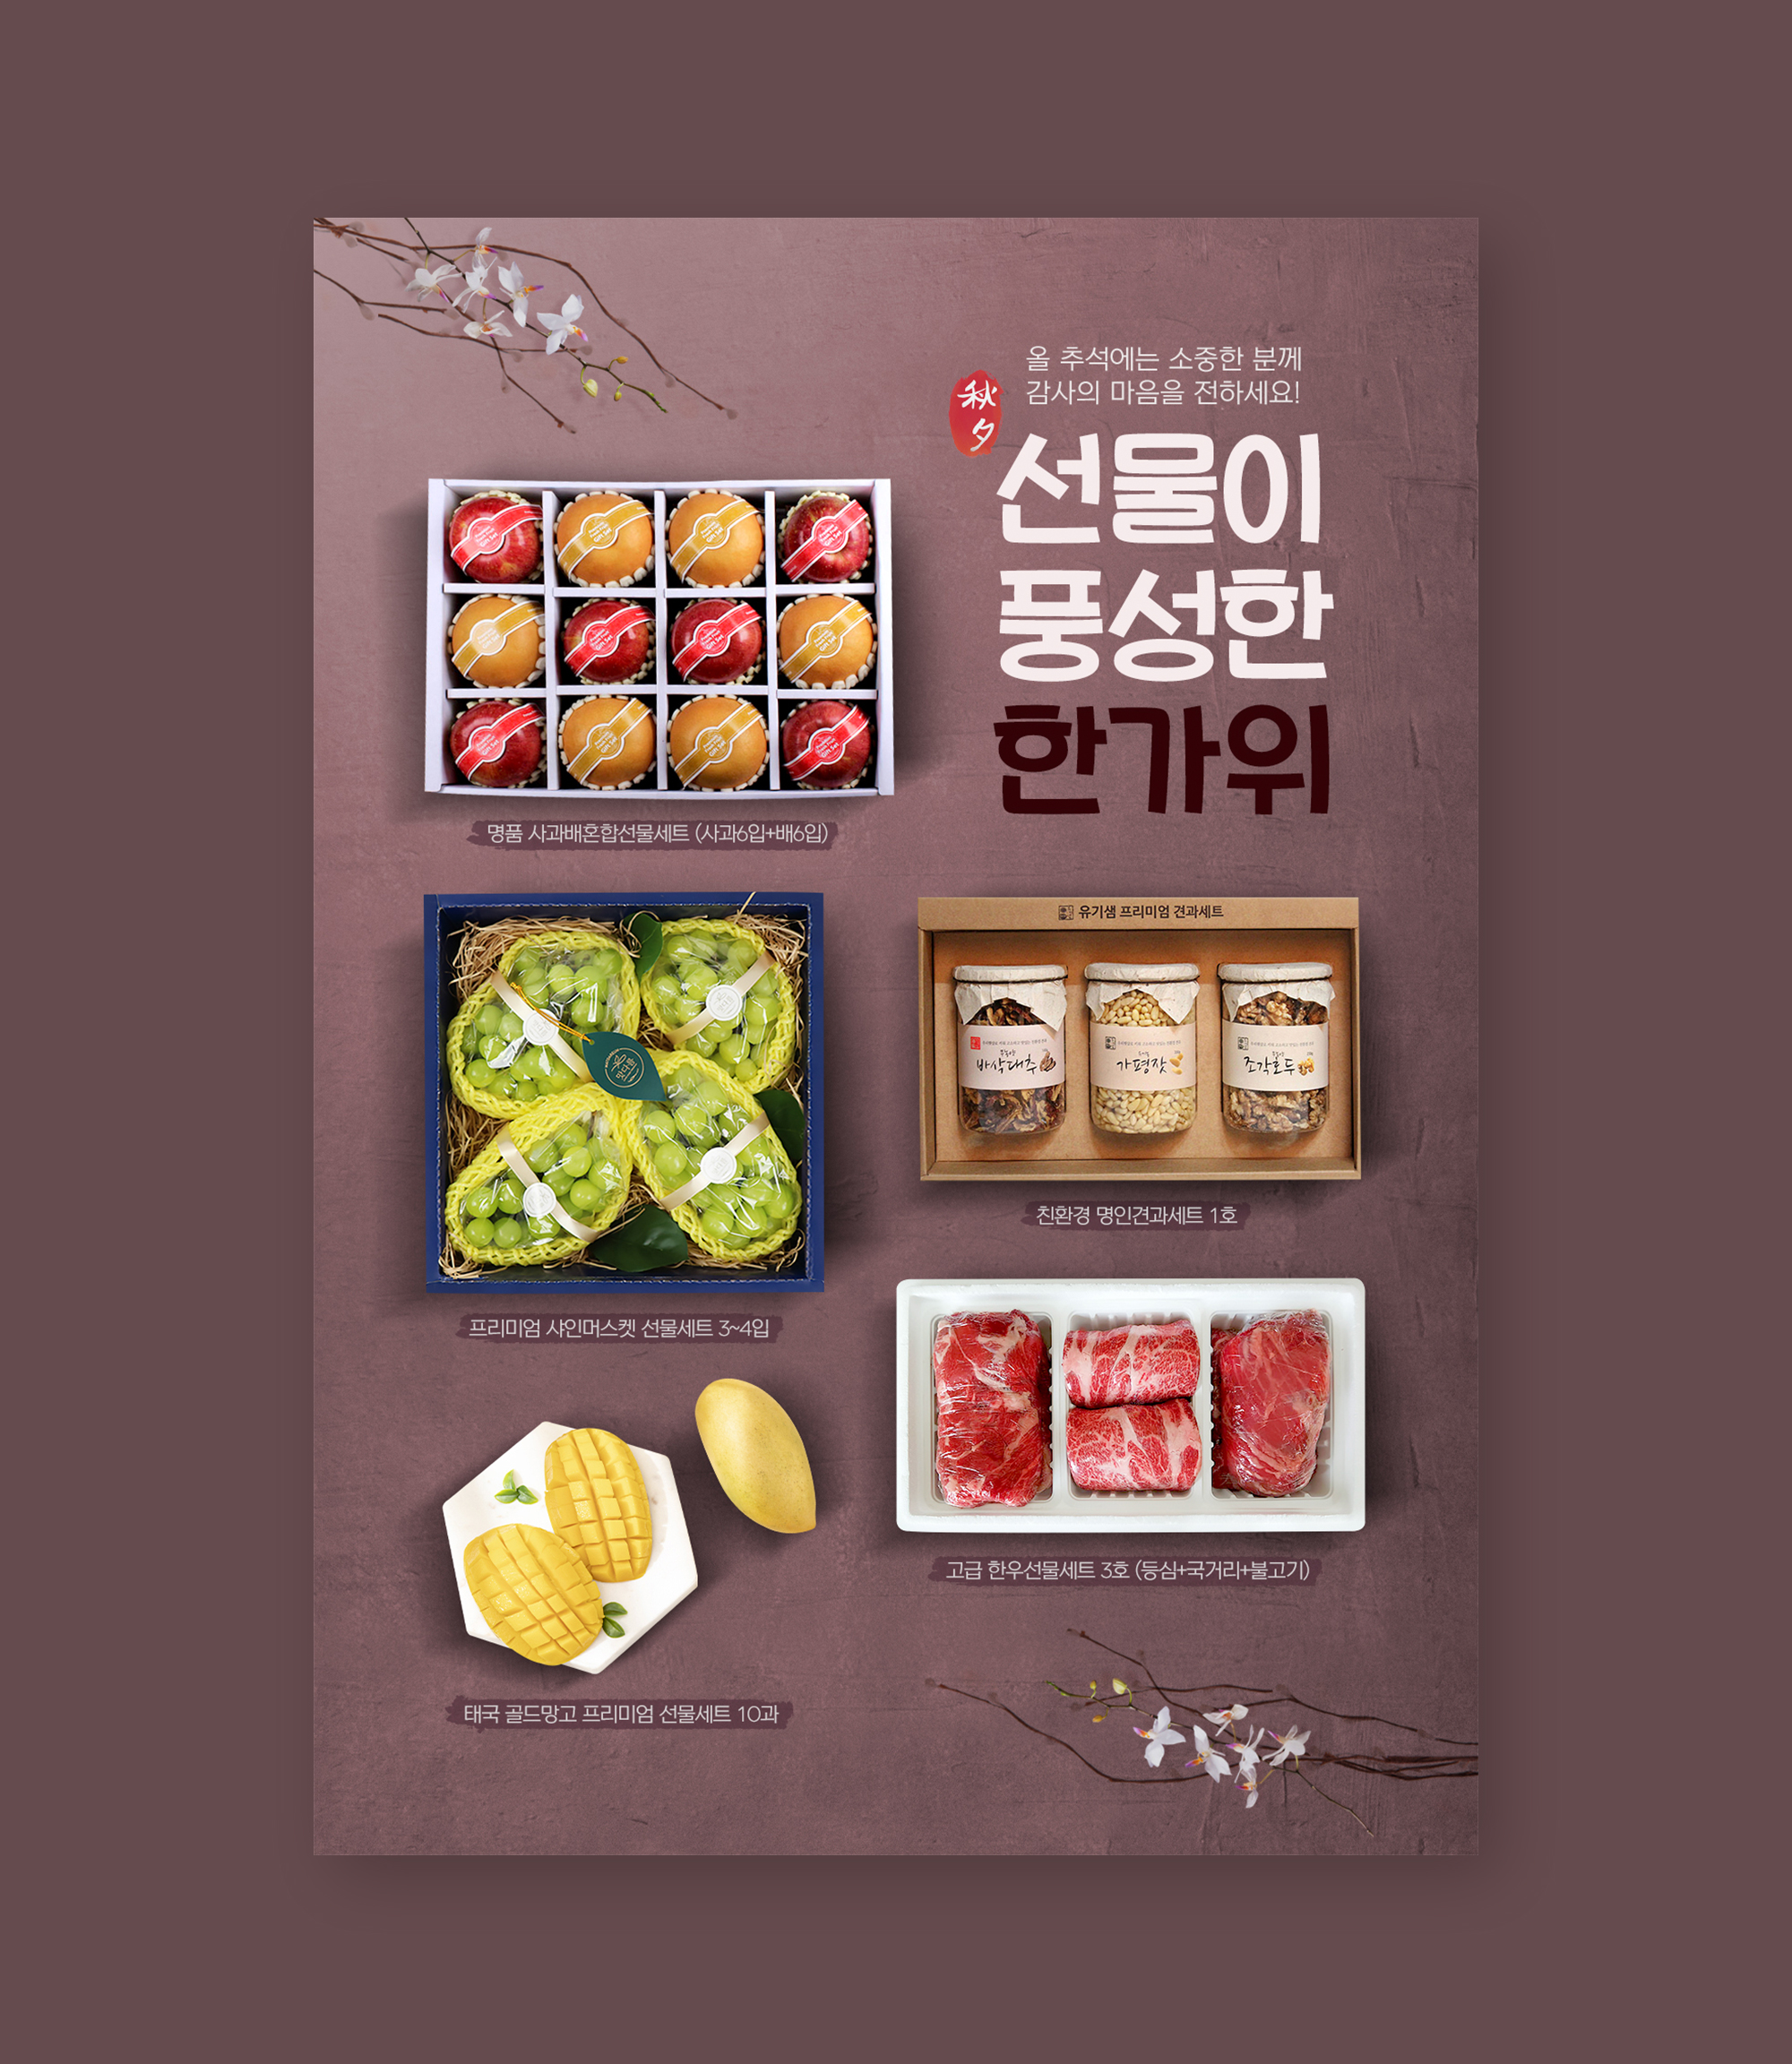 올 추석에는 소중한 분께
감사의 마음을 전하세요!
秋
夕
선물이
풍성한
한가위
명품 사과배혼합선물세트 (사과6입+배6입)
유기샘 프리미엄 견과세트
바삭대추
가평잣
조각호두
친환경 명인견과세트 1호
프리미엄 샤인머스켓 선물세트 3~4입
고급 한우선물세트 3호 (등심+국거리+불고기)
태국 골드망고 프리미엄 선물세트 10과